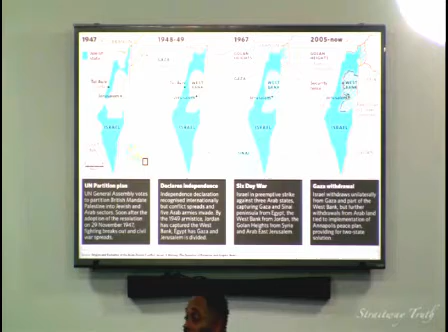 1947
1948-49
1967
2005-now
GOLAN
HEIGHTS
GAZA
WEST
BANK
WEST
BANK
WEST
BANK
ISRAEL
ISRAEL
ISRAEL
ISRAEL
UN Partition plan
UN General Assembly votes
to partition British Mandate
Palestine into Jewish and
Arab sectors. Soon after the
adoption of the resolution
on 29 November 1947,
fighting breaks out and civil
war spreads.
Declares independence
Independence declaration
recognised internationally
but conflict spreads and
five Arab armies invade. By
the 1949 armistice, Jordan
has captured the West
Bank, Egypt has Gaza and
Jerusalem is divided.
Six Day War
Israel in preemptive strike
against three Arab states,
capturing Gaza and Sinai
peninsula from Egypt, the
West Bank from Jordan, the
Golan Heights from Syria
and Arab East Jerusalem.
Gaza withdrawal
Israel withdraws unilaterally
from Gaza and part of the
West Bank, but further
withdrawals from Arab land
tied to implementation of
Annapolis peace plan,
providing for two-state
solution.
Straitway Truth